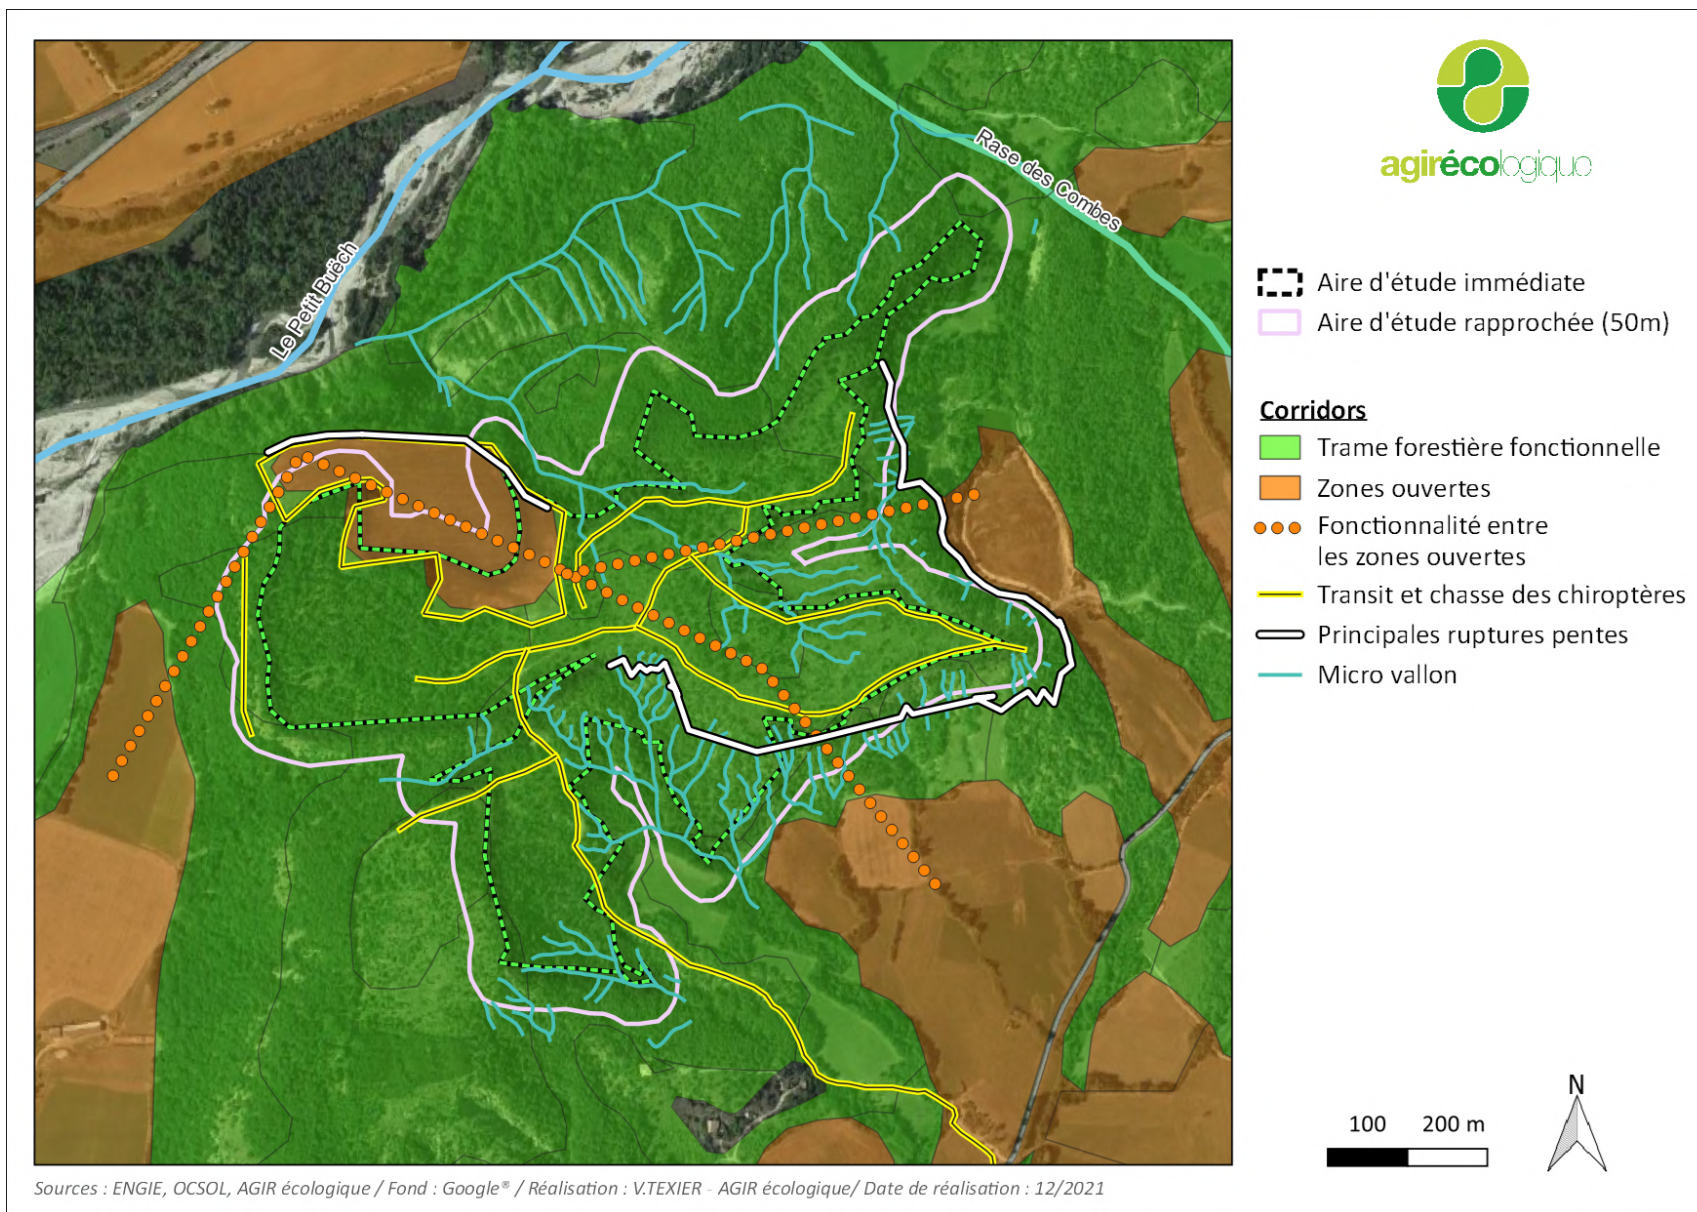 agirécologique
Rase des Combes
Le Petit Buëch
Aire d'étude immédiate
Aire d'étude rapprochée (50m)
Corridors
Trame forestière fonctionnelle
Zones ouvertes
Fonctionnalité entre
les zones ouvertes
Transit et chasse des chiroptères
Principales ruptures pentes
Micro vallon
N
100 200 m
Sources : ENGIE, OCSOL, AGIR écologique / Fond : Google® / Réalisation : V.TEXIER - AGIR écologique/ Date de réalisation : 12/2021